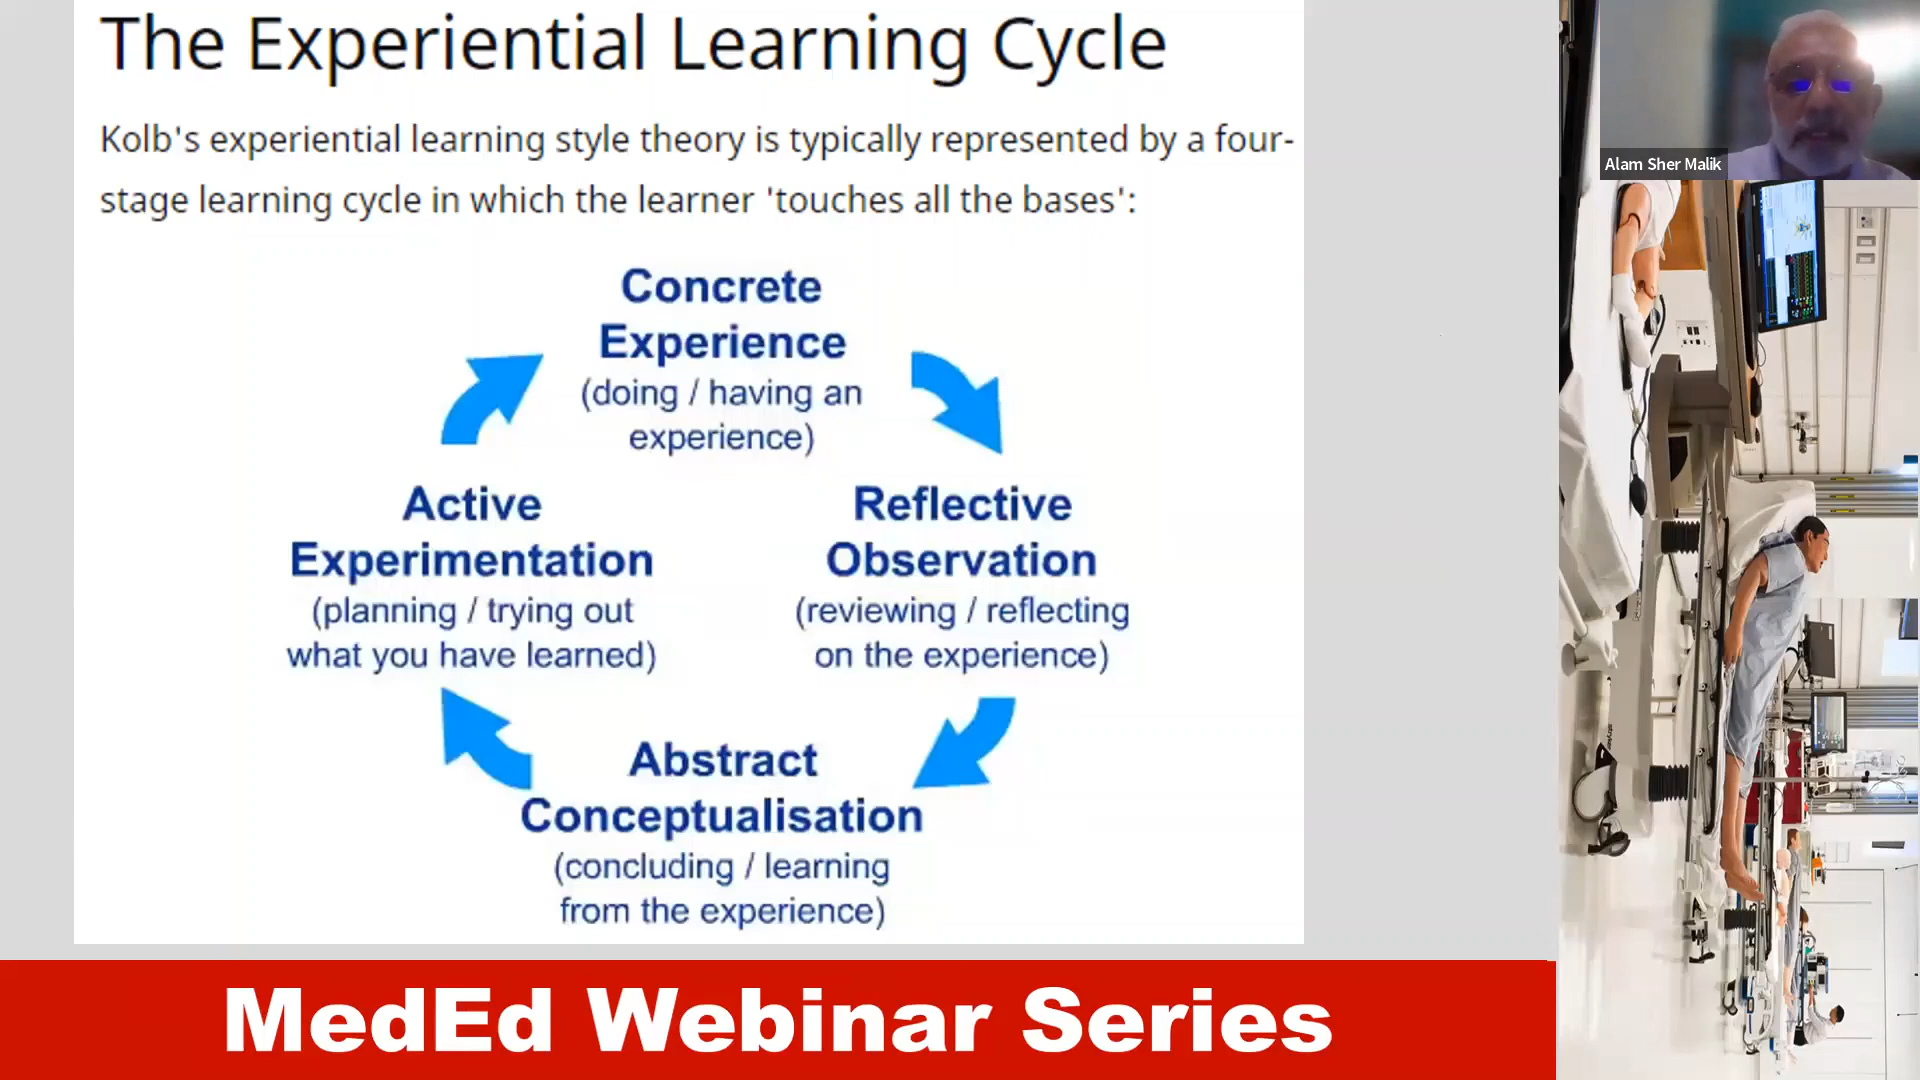 The Experiential Learning Cycle
Kolb's experiential learning style theory is typically represented by a four-
stage learning cycle in which the learner 'touches all the bases':
Concrete
Experience
(doing / having an
experience)
Active
Experimentation
(planning / trying out
what you have learned)
Reflective
Observation
(reviewing / reflecting
on the experience)
Abstract
Conceptualisation
(concluding / learning
from the experience)
MedEd Webinar Series
Alam Sher Malik